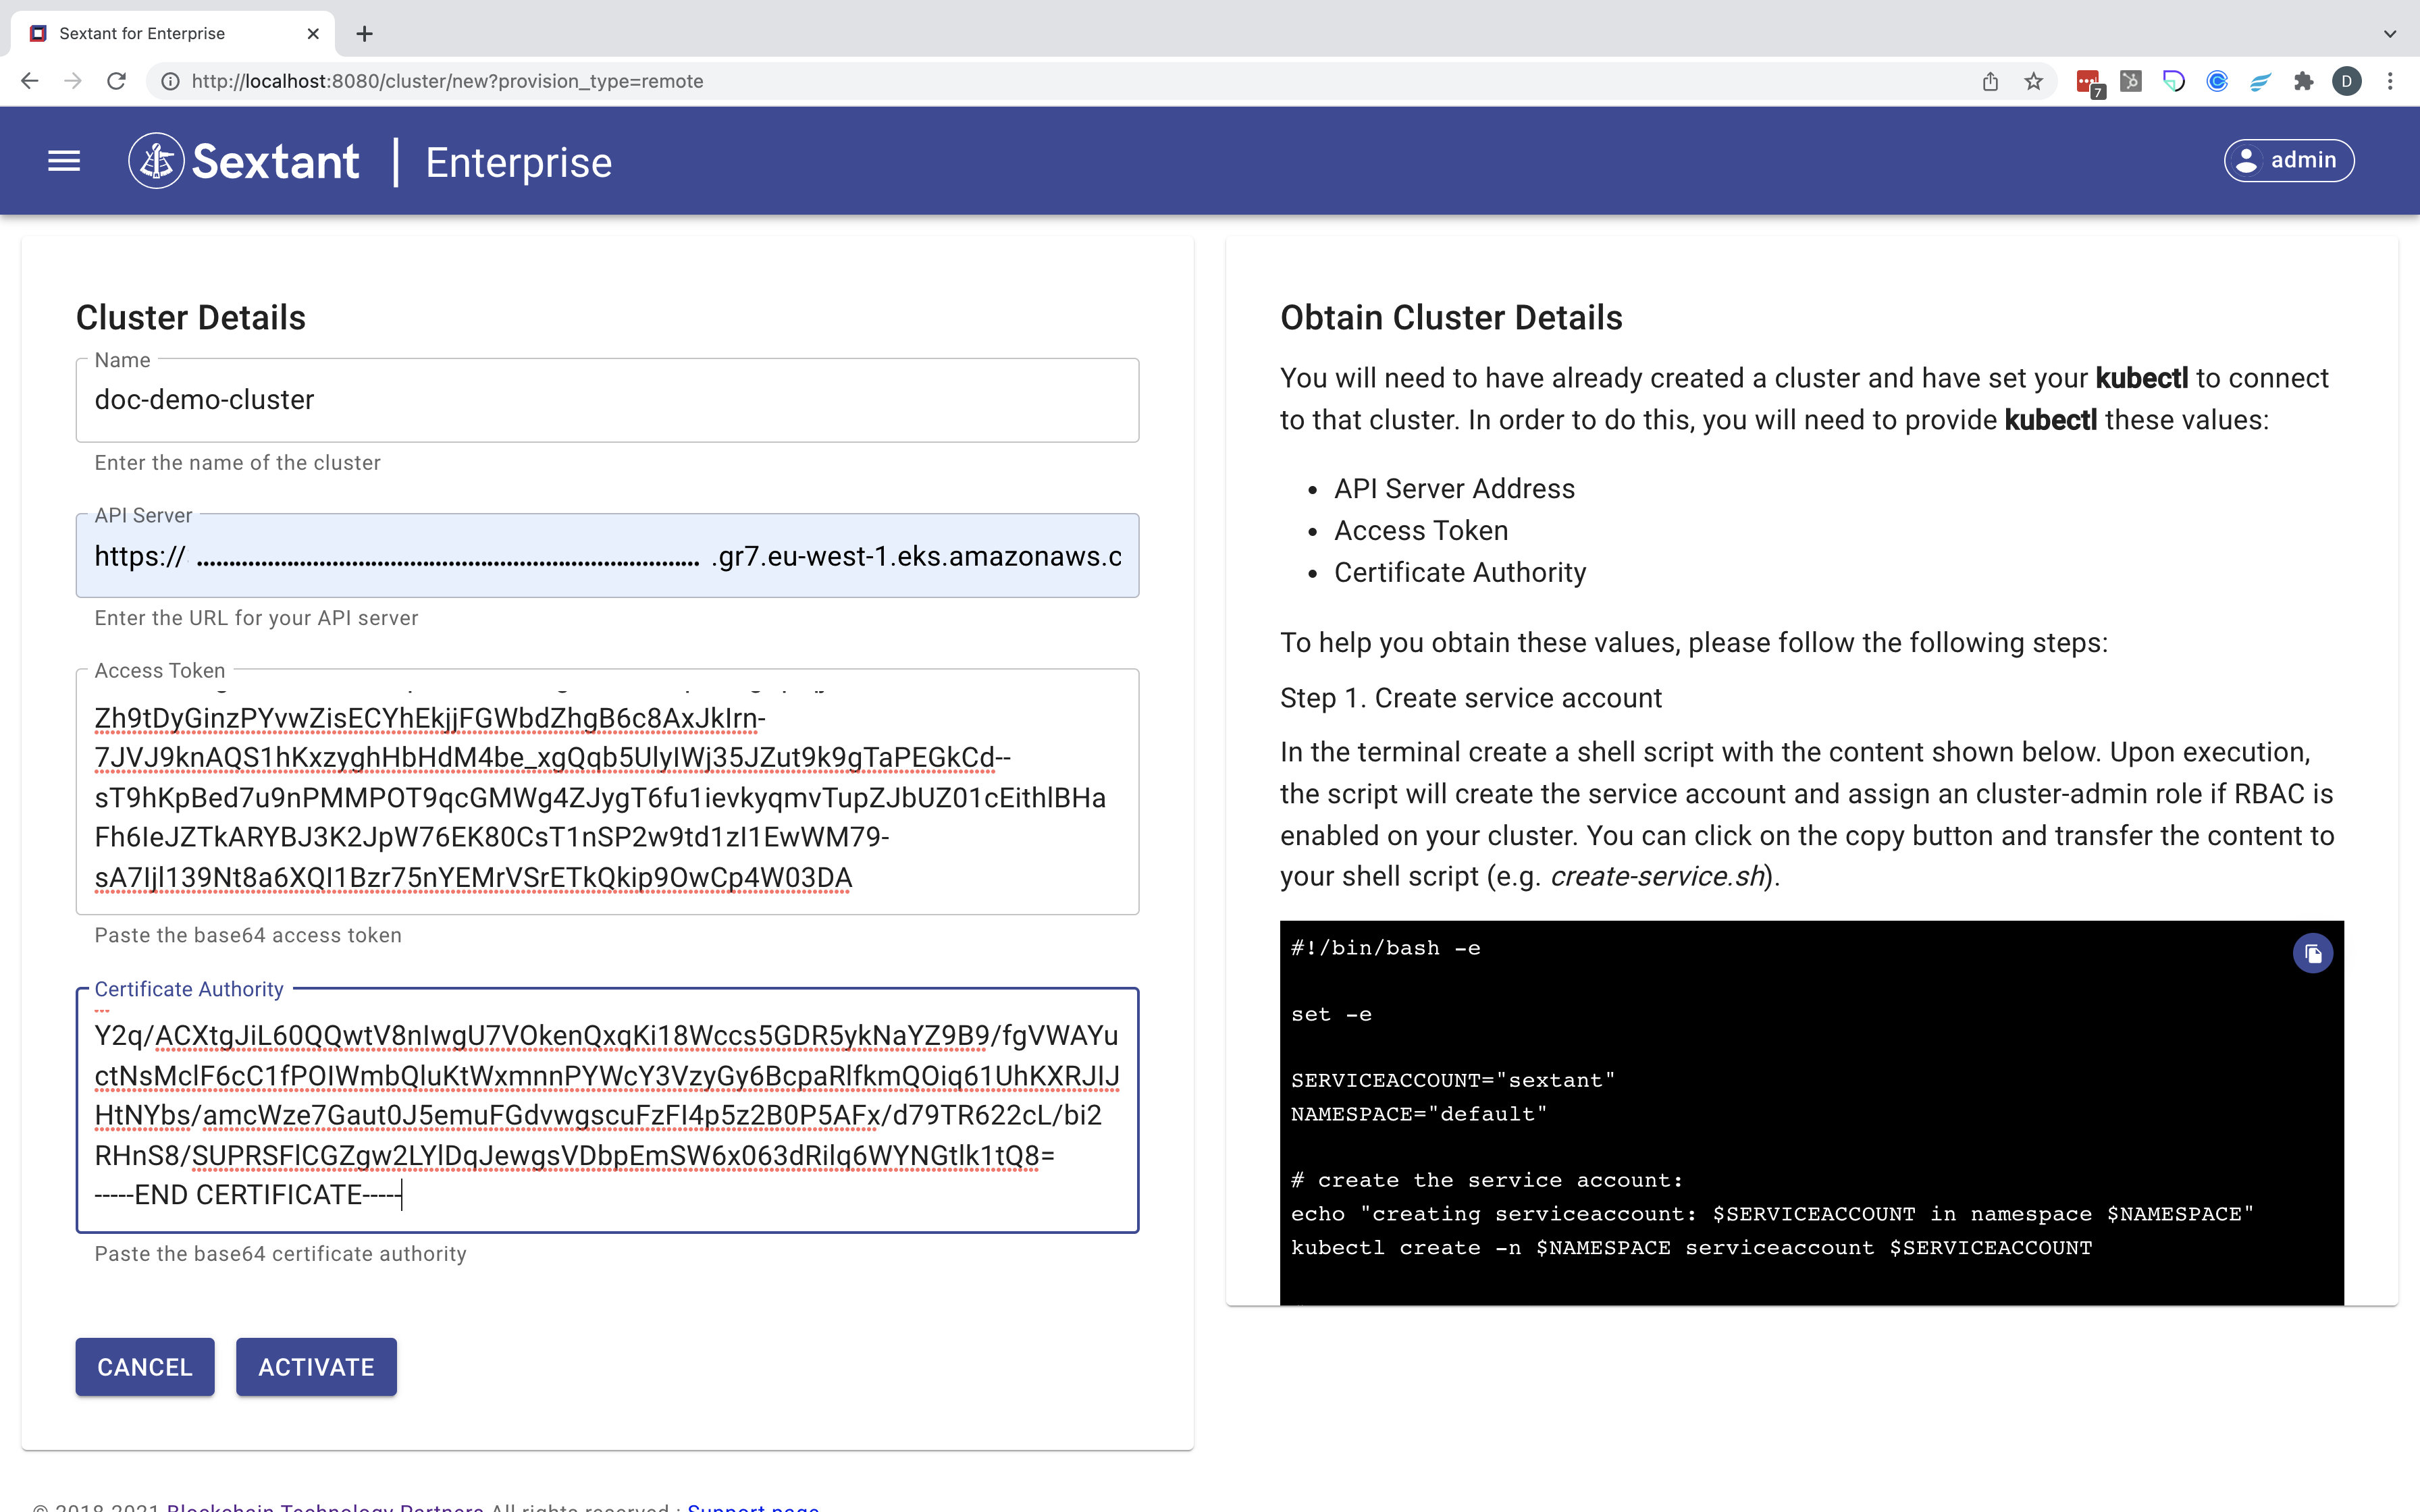 Sextant for Enterprise
http://localhost:8080/cluster/new?provision_type=remote
7
D
Sextant | Enterprise
admin
Cluster Details
Name
doc-demo-cluster
Enter the name of the cluster
API Server
https:// .gr7.eu-west-1.eks.amazonaws.c
Enter the URL for your API server
Access Token
Zh9tDyGinzPYvwZisECYhEkjjFGWbdZhgB6c8AxJkIrn-
7JVJ9knAQS1hKxzyghHbHdM4be_xgQqb5UlyIWj35JZut9k9gTaPEGkCd--
sT9hKpBed7u9nPMMPOT9qcGMWg4ZJygT6fu1ievkyqmvTupZJbUZ01cEithlBHa
Fh6IeJZTkARYBJ3K2JpW76EK80CsT1nSP2w9td1zI1EwWM79-
sA7Ijl139Nt8a6XQI1Bzr75nYEMrVSrETkQkip9OwCp4W03DA
Paste the base64 access token
Certificate Authority
Y2q/ACXtgJiL60QQwtV8nIwgU7VOkenQxqKi18Wccs5GDR5ykNaYZ9B9/fgVWAYu
ctNsMclF6cC1fPOIWmbQluKtWxmnnPYWcY3VzyGy6BcpaRlfkmQOiq61UhKXRJIJ
HtNYbs/amcWze7Gaut0J5emuFGdvwgscuFzFI4p5z2B0P5AFx/d79TR622cL/bi2
RHnS8/SUPRSFlCGZgw2LYlDqJewgsVDbpEmSW6x063dRilq6WYNGtlk1tQ8=
-----END CERTIFICATE-----
Paste the base64 certificate authority
CANCEL
ACTIVATE
Obtain Cluster Details
You will need to have already created a cluster and have set your kubectl to connect
to that cluster. In order to do this, you will need to provide kubectl these values:
• API Server Address
• Access Token
• Certificate Authority
To help you obtain these values, please follow the following steps:
Step 1. Create service account
In the terminal create a shell script with the content shown below. Upon execution,
the script will create the service account and assign an cluster-admin role if RBAC is
enabled on your cluster. You can click on the copy button and transfer the content to
your shell script (e.g. create-service.sh).
#!/bin/bash -e
set -e
SERVICEACCOUNT="sextant"
NAMESPACE="default"
# create the service account:
echo "creating serviceaccount: $SERVICEACCOUNT in namespace $NAMESPACE"
kubectl create -n $NAMESPACE serviceaccount $SERVICEACCOUNT
© 2018-2021 Blockchain Technology Partners All rights reserved : Support page